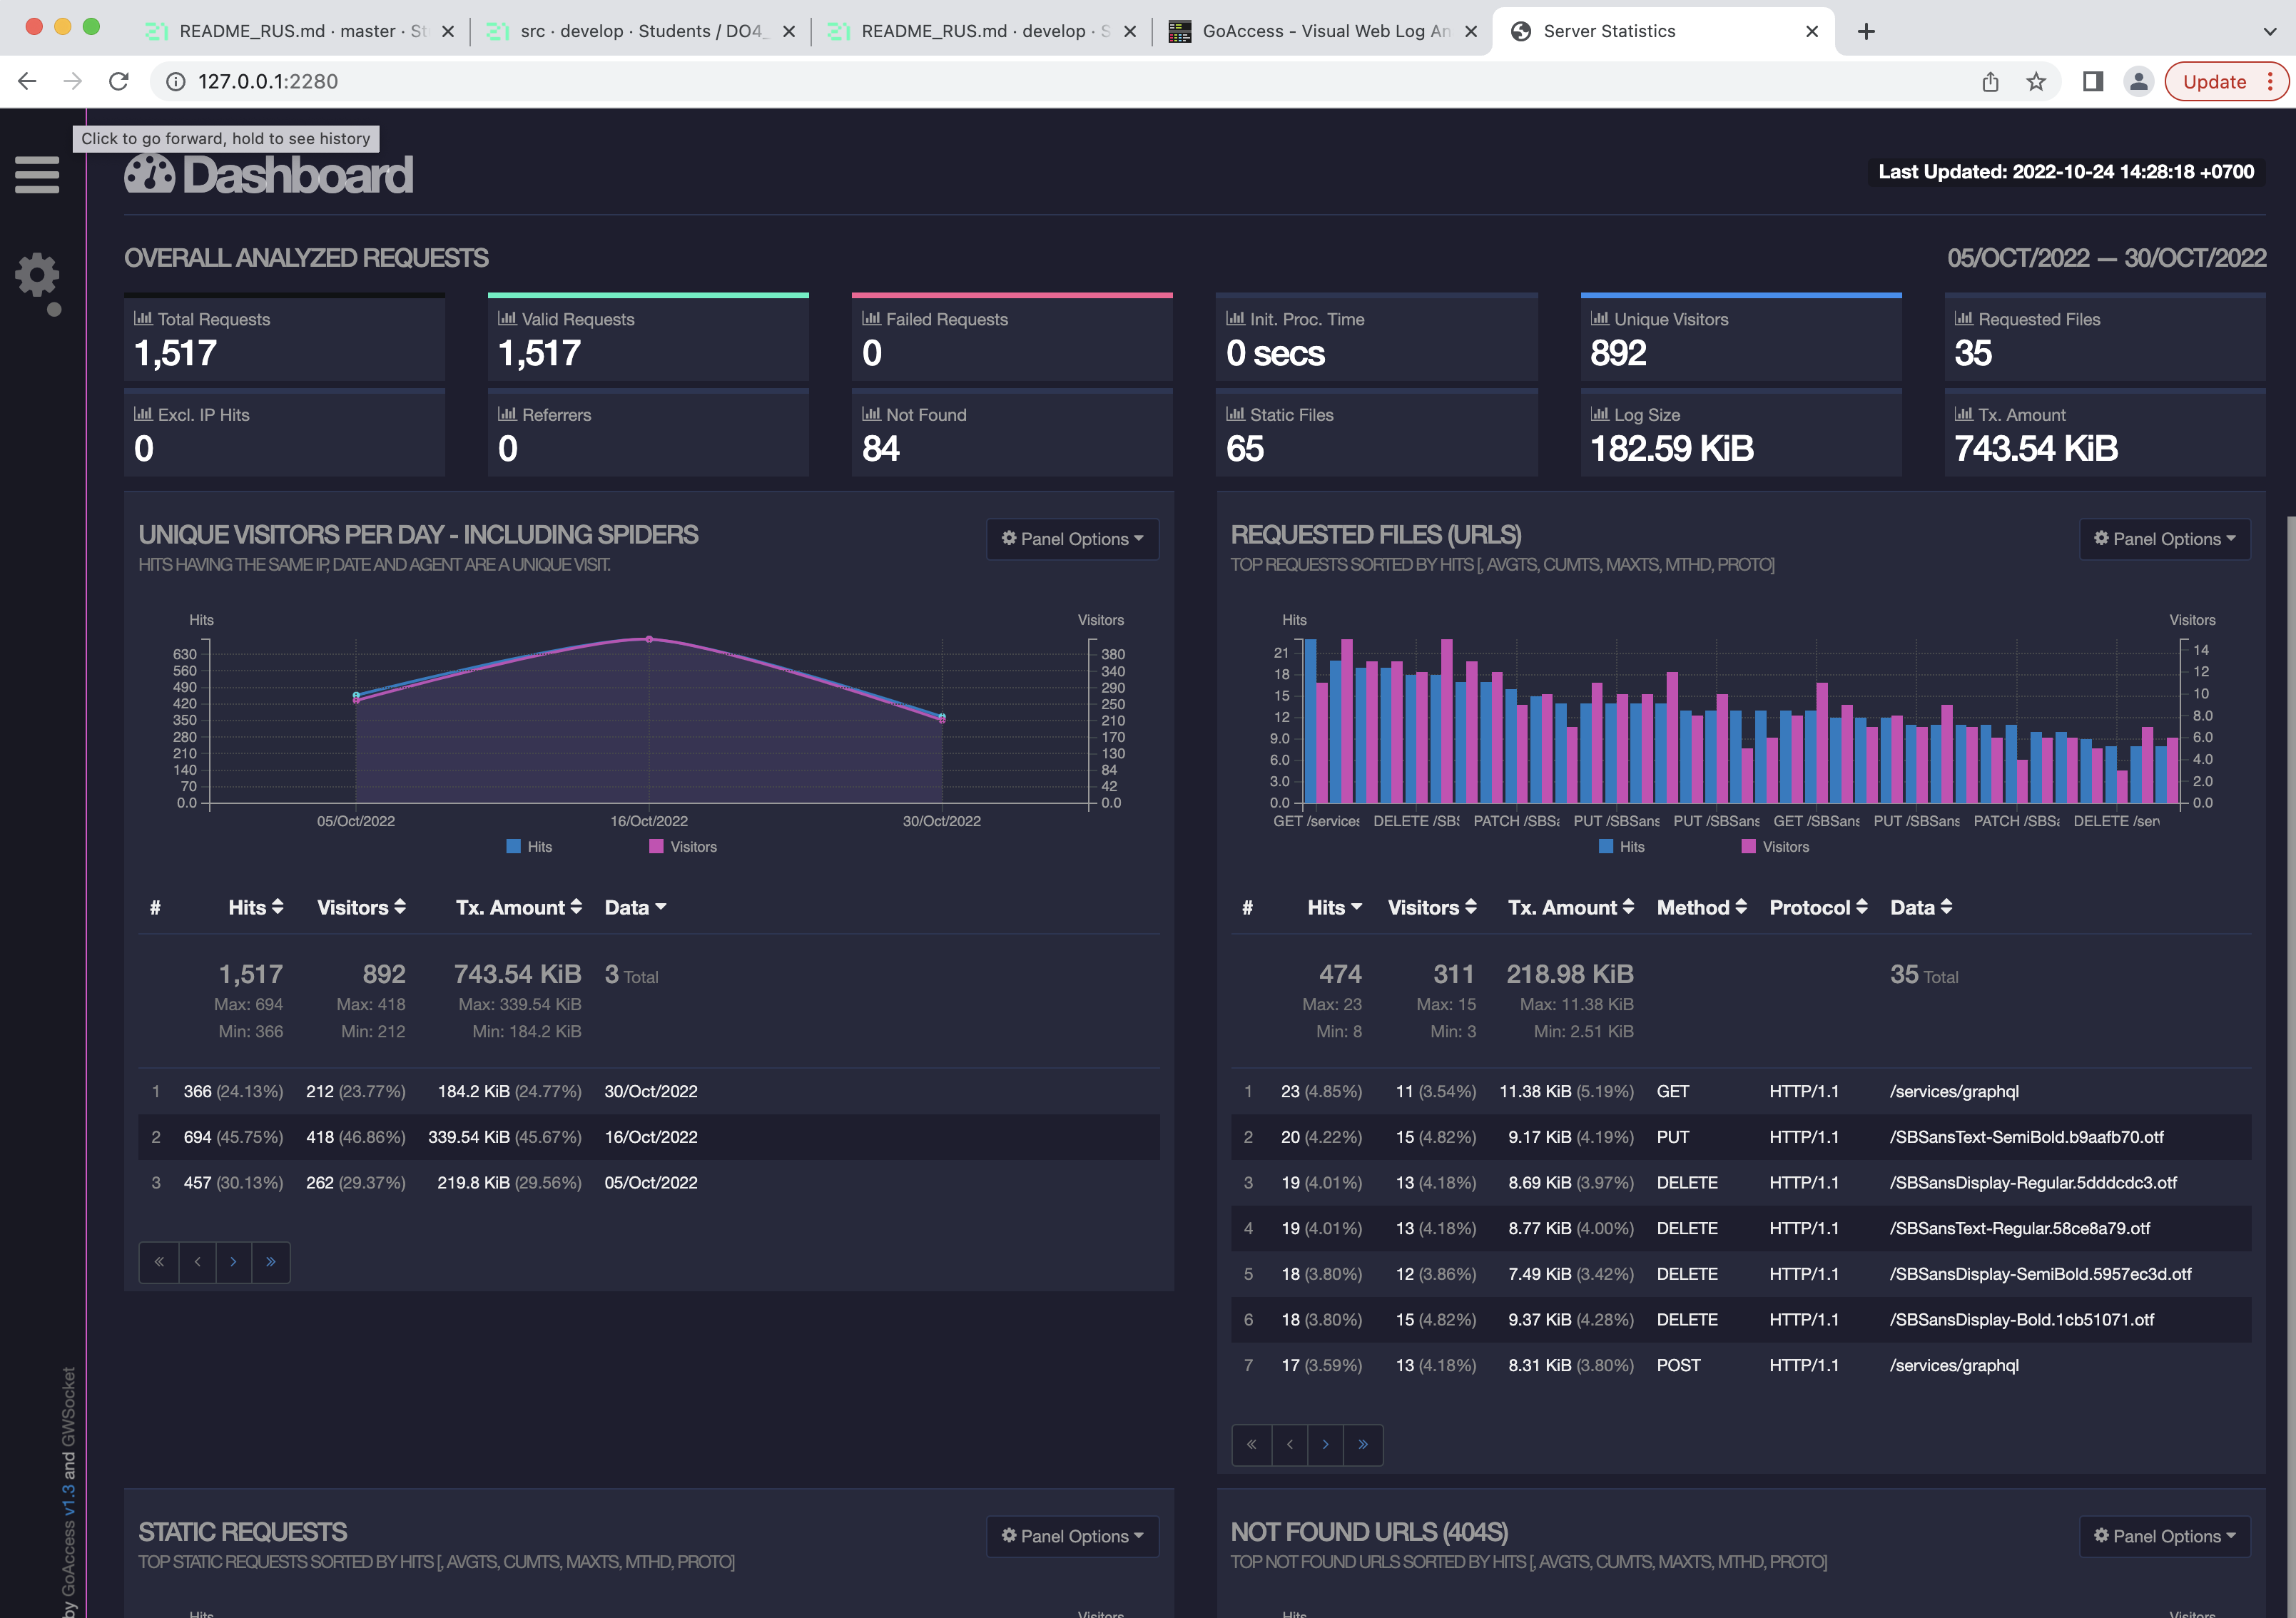 README_RUS.md · master · St
src · develop · Students / DO4_
README_RUS.md · develop · S
GoAccess - Visual Web Log An
Server Statistics
127.0.0.1:2280
Update
Click to go forward, hold to see history
Dashboard
Last Updated: 2022-10-24 14:28:18 +0700
OVERALL ANALYZED REQUESTS
05/OCT/2022 — 30/OCT/2022
Total Requests
1,517
Valid Requests
1,517
Failed Requests
0
Init. Proc. Time
0 secs
Unique Visitors
892
Requested Files
35
Excl. IP Hits
0
Referrers
0
Not Found
84
Static Files
65
Log Size
182.59 KiB
Tx. Amount
743.54 KiB
UNIQUE VISITORS PER DAY - INCLUDING SPIDERS
Panel Options
HITS HAVING THE SAME IP, DATE AND AGENT ARE A UNIQUE VISIT.
Hits
Visitors
630
560
490
420
350
280
210
140
70
0.0
380
340
290
250
210
170
130
84
42
0.0
05/Oct/2022
16/Oct/2022
30/Oct/2022
Hits
Visitors
# Hits Visitors Tx. Amount Data
1,517 892 743.54 KiB 3 Total
Max: 694 Max: 418 Max: 339.54 KiB
Min: 366 Min: 212 Min: 184.2 KiB
1 366 (24.13%) 212 (23.77%) 184.2 KiB (24.77%) 30/Oct/2022
2 694 (45.75%) 418 (46.86%) 339.54 KiB (45.67%) 16/Oct/2022
3 457 (30.13%) 262 (29.37%) 219.8 KiB (29.56%) 05/Oct/2022
« ‹ › »
REQUESTED FILES (URLS)
Panel Options
TOP REQUESTS SORTED BY HITS [, AVGTS, CUMTS, MAXTS, MTHD, PROTO]
Hits
Visitors
21
18
15
12
9.0
6.0
3.0
0.0
14
12
10
8.0
6.0
4.0
2.0
0.0
GET /services
DELETE /SBS
PATCH /SBSa
PUT /SBSans
PUT /SBSans
GET /SBSans
PUT /SBSans
PATCH /SBSa
DELETE /serv
Hits
Visitors
# Hits Visitors Tx. Amount Method Protocol Data
474 311 218.98 KiB 35 Total
Max: 23 Max: 15 Max: 11.38 KiB
Min: 8 Min: 3 Min: 2.51 KiB
1 23 (4.85%) 11 (3.54%) 11.38 KiB (5.19%) GET HTTP/1.1 /services/graphql
2 20 (4.22%) 15 (4.82%) 9.17 KiB (4.19%) PUT HTTP/1.1 /SBSansText-SemiBold.b9aafb70.otf
3 19 (4.01%) 13 (4.18%) 8.69 KiB (3.97%) DELETE HTTP/1.1 /SBSansDisplay-Regular.5dddcdc3.otf
4 19 (4.01%) 13 (4.18%) 8.77 KiB (4.00%) DELETE HTTP/1.1 /SBSansText-Regular.58ce8a79.otf
5 18 (3.80%) 12 (3.86%) 7.49 KiB (3.42%) DELETE HTTP/1.1 /SBSansDisplay-SemiBold.5957ec3d.otf
6 18 (3.80%) 15 (4.82%) 9.37 KiB (4.28%) DELETE HTTP/1.1 /SBSansDisplay-Bold.1cb51071.otf
7 17 (3.59%) 13 (4.18%) 8.31 KiB (3.80%) POST HTTP/1.1 /services/graphql
« ‹ › »
by GoAccess v1.3 and GWSocket
STATIC REQUESTS
Panel Options
TOP STATIC REQUESTS SORTED BY HITS [, AVGTS, CUMTS, MAXTS, MTHD, PROTO]
Hits
Visitors
NOT FOUND URLS (404S)
Panel Options
TOP NOT FOUND URLS SORTED BY HITS [, AVGTS, CUMTS, MAXTS, MTHD, PROTO]
Hits
Visitors